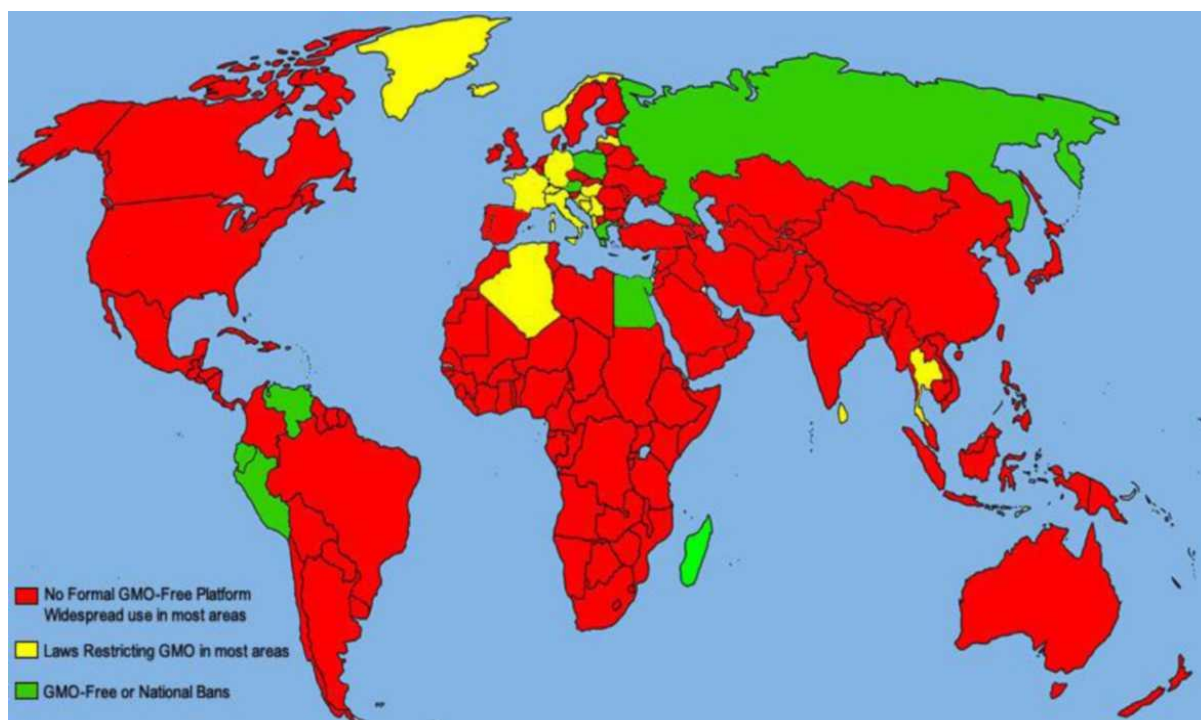 No Formal GMO-Free Platform
Widespread use in most areas
Laws Restricting GMO in most areas
GMO-Free or National Bans